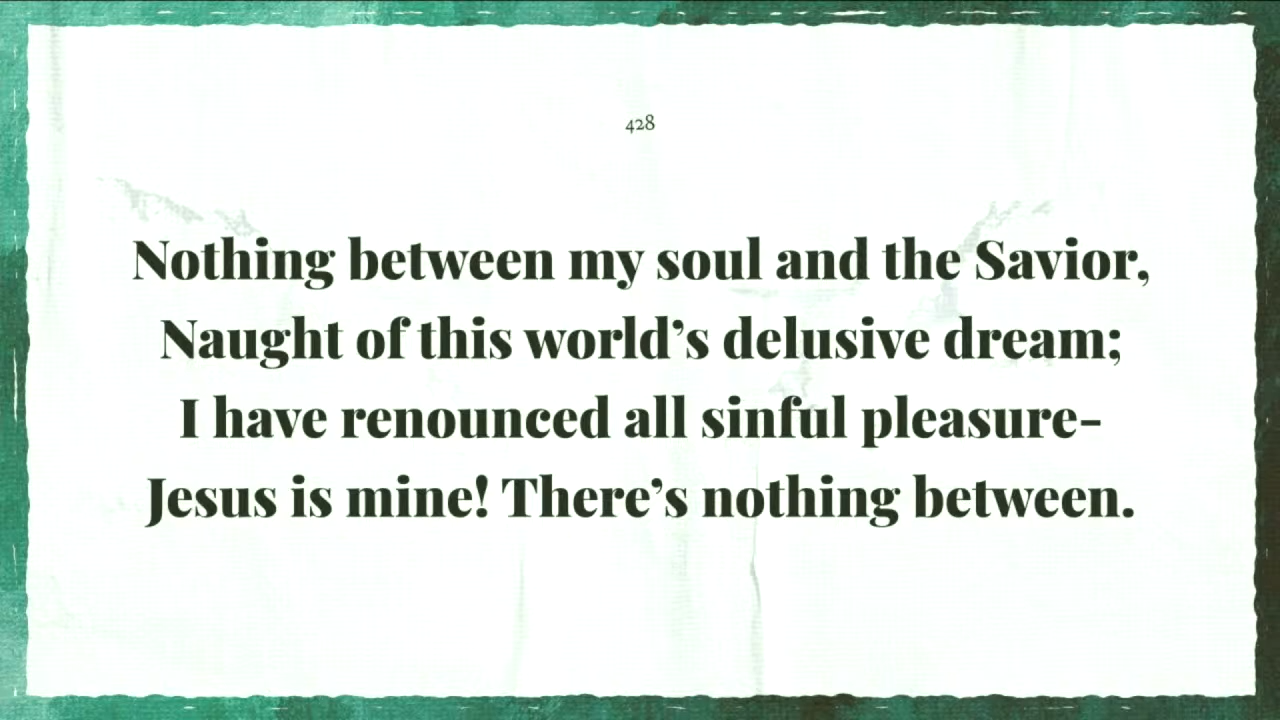 428
Nothing between my soul and the Savior,
Naught of this world’s delusive dream;
I have renounced all sinful pleasure-
Jesus is mine! There’s nothing between.